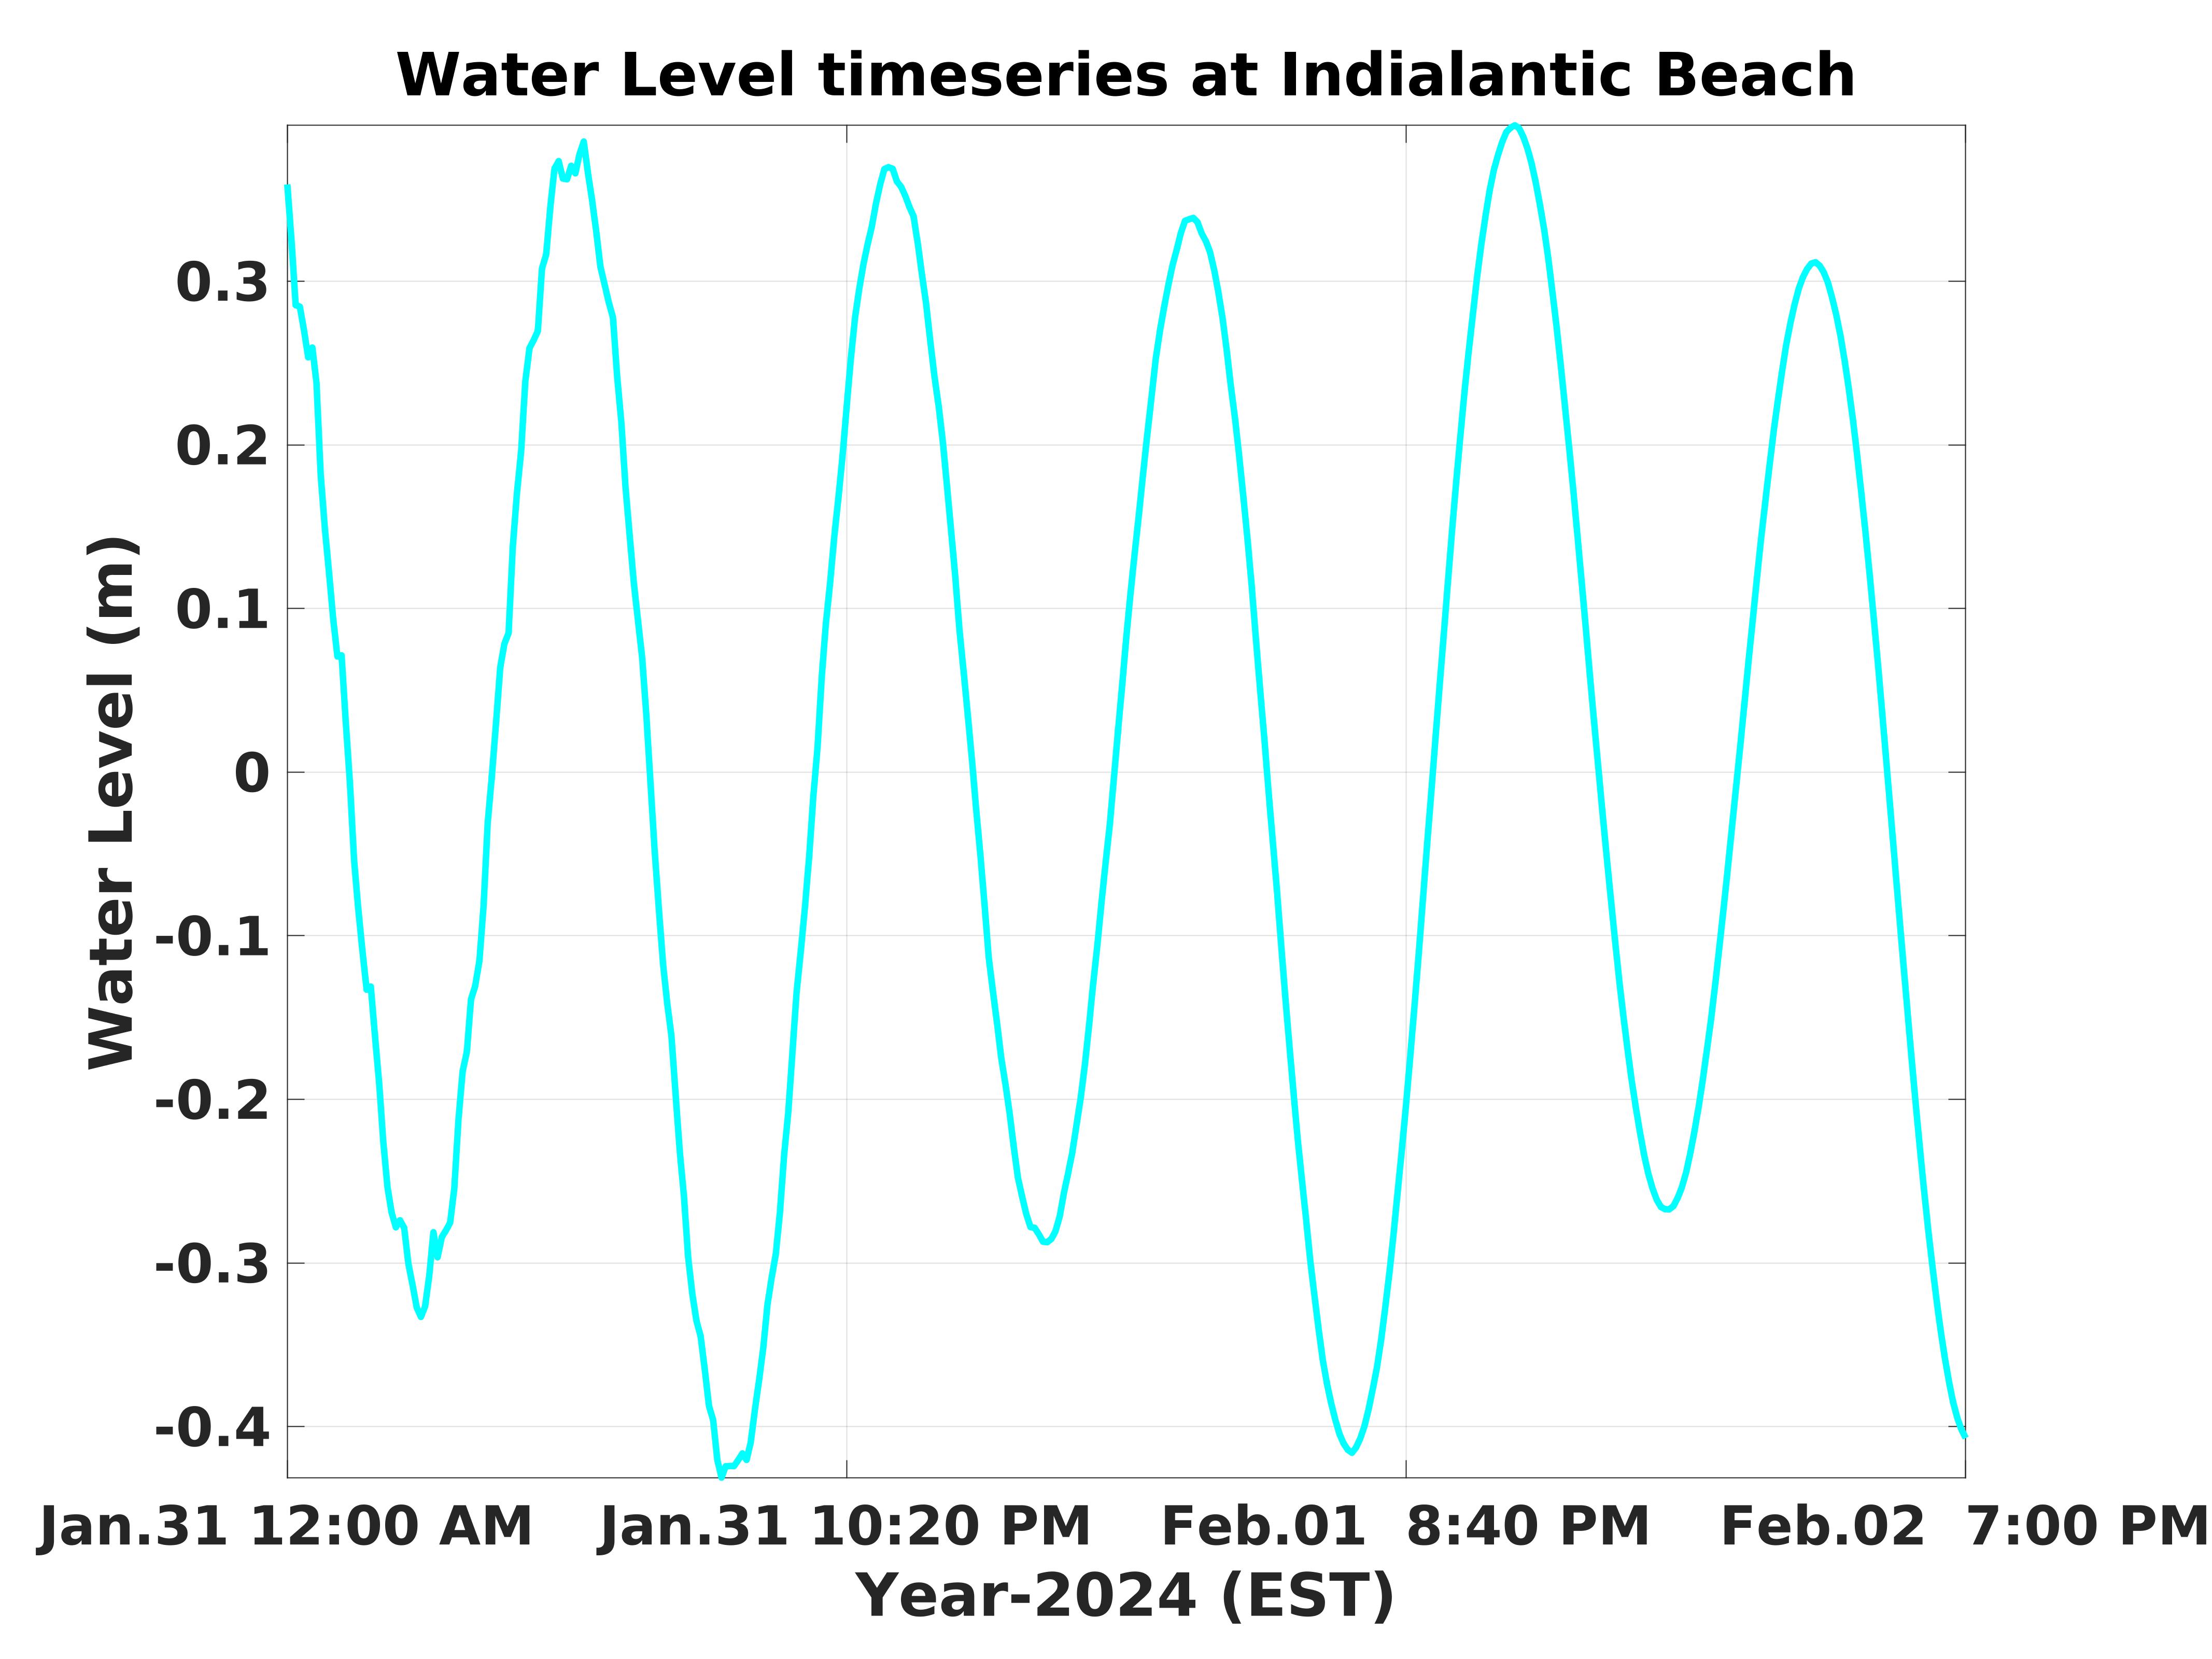 Water Level timeseries at Indialantic Beach
Water Level (m)
0.3
0.2
0.1
0
-0.1
-0.2
-0.3
-0.4
Jan.31 12:00 AM Jan.31 10:20 PM Feb.01 8:40 PM Feb.02 7:00 PM
Year-2024 (EST)